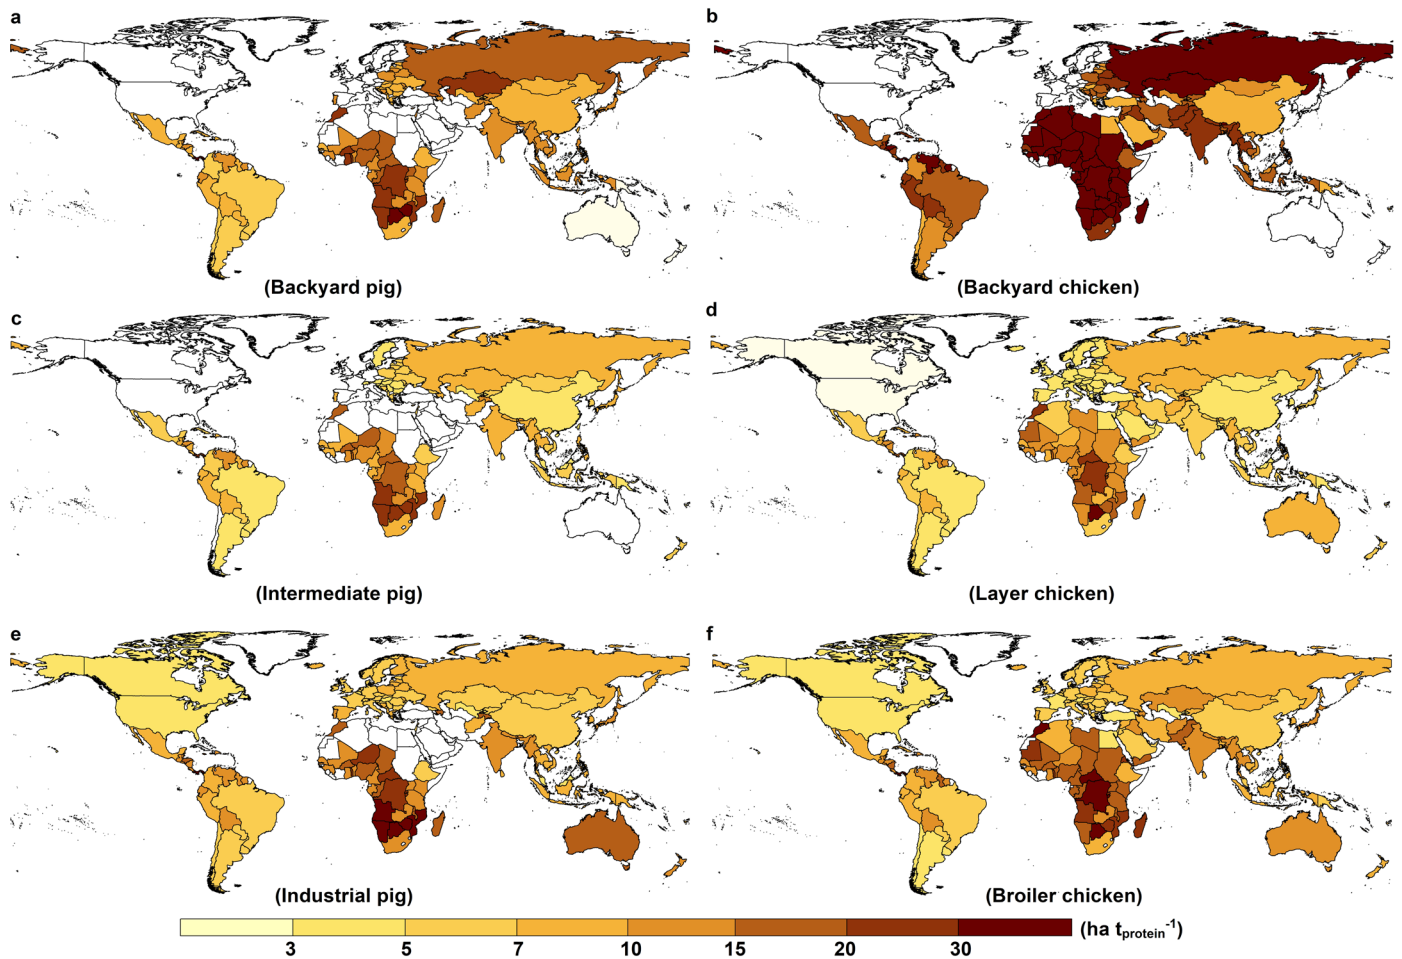 a
b
(Backyard pig)
(Backyard chicken)
c
d
(Intermediate pig)
(Layer chicken)
e
f
(Industrial pig)
(Broiler chicken)
3 5 7 10 15 20 30 (ha tprotein-1)